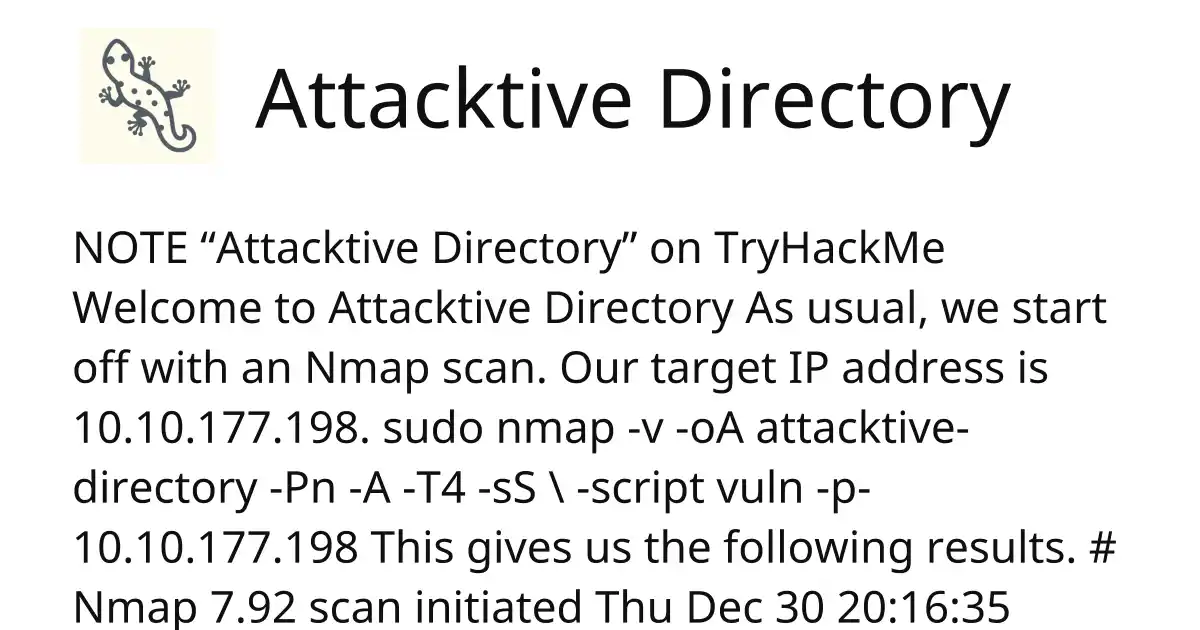 Attacktive Directory
NOTE “Attacktive Directory” on TryHackMe
Welcome to Attacktive Directory As usual, we start
off with an Nmap scan. Our target IP address is
10.10.177.198. sudo nmap -v -oA attacktive-
directory -Pn -A -T4 -sS \ -script vuln -p-
10.10.177.198 This gives us the following results. #
Nmap 7.92 scan initiated Thu Dec 30 20:16:35